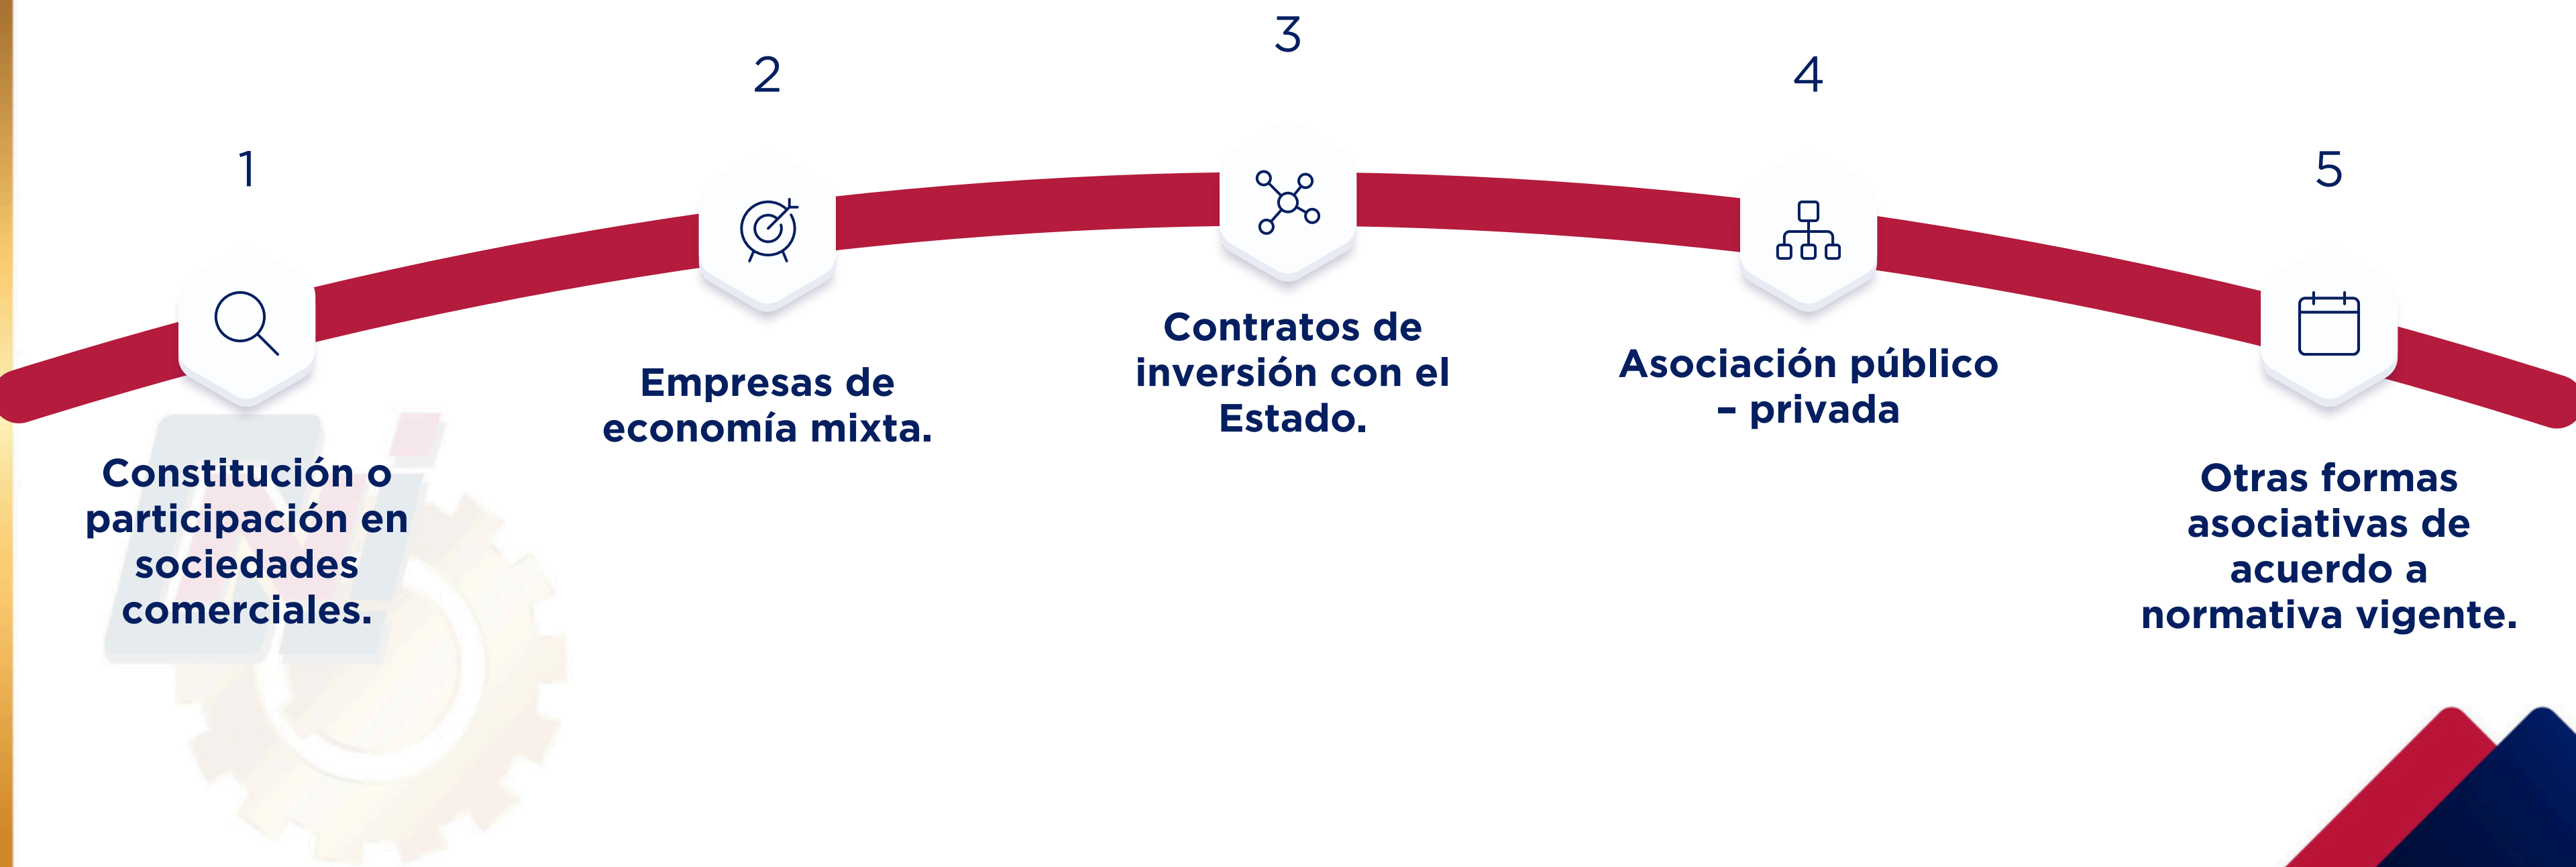 1
Constitución o
participación en
sociedades
comerciales.
2
Empresas de
economía mixta.
3
Contratos de
inversión con el
Estado.
4
Asociación público
– privada
5
Otras formas
asociativas de
acuerdo a
normativa vigente.